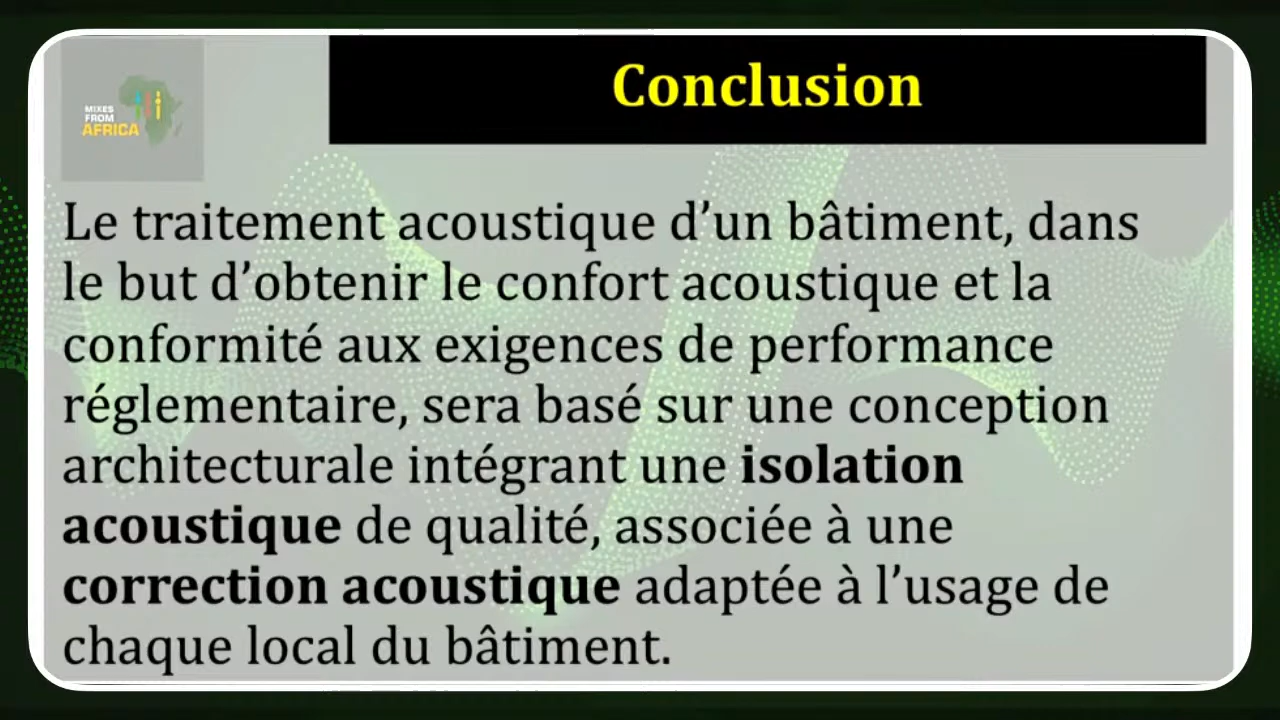 Conclusion
MIXES
FROM
AFRICA
Le traitement acoustique d’un bâtiment, dans
le but d’obtenir le confort acoustique et la
conformité aux exigences de performance
réglementaire, sera basé sur une conception
architecturale intégrant une isolation
acoustique de qualité, associée à une
correction acoustique adaptée à l’usage de
chaque local du bâtiment.